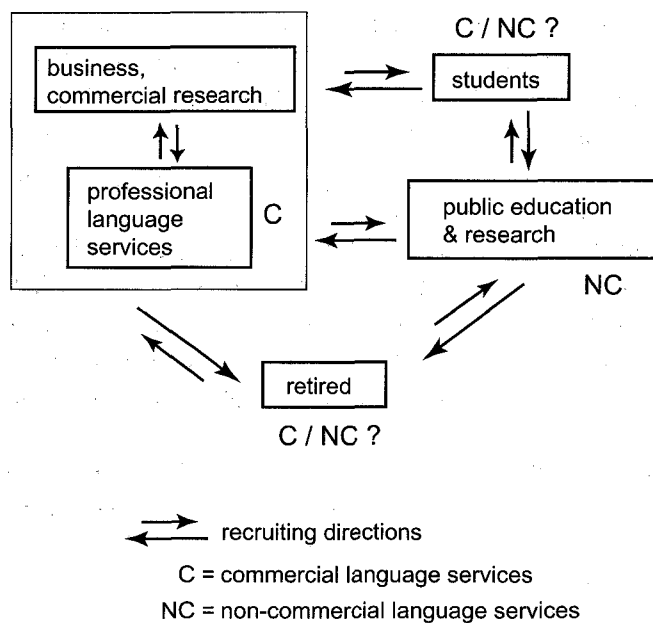 C / NC ?
business,
commercial research
students
professional
language
services
C
public education
& research
NC
retired
C / NC ?
recruiting directions
C = commercial language services
NC = non-commercial language services